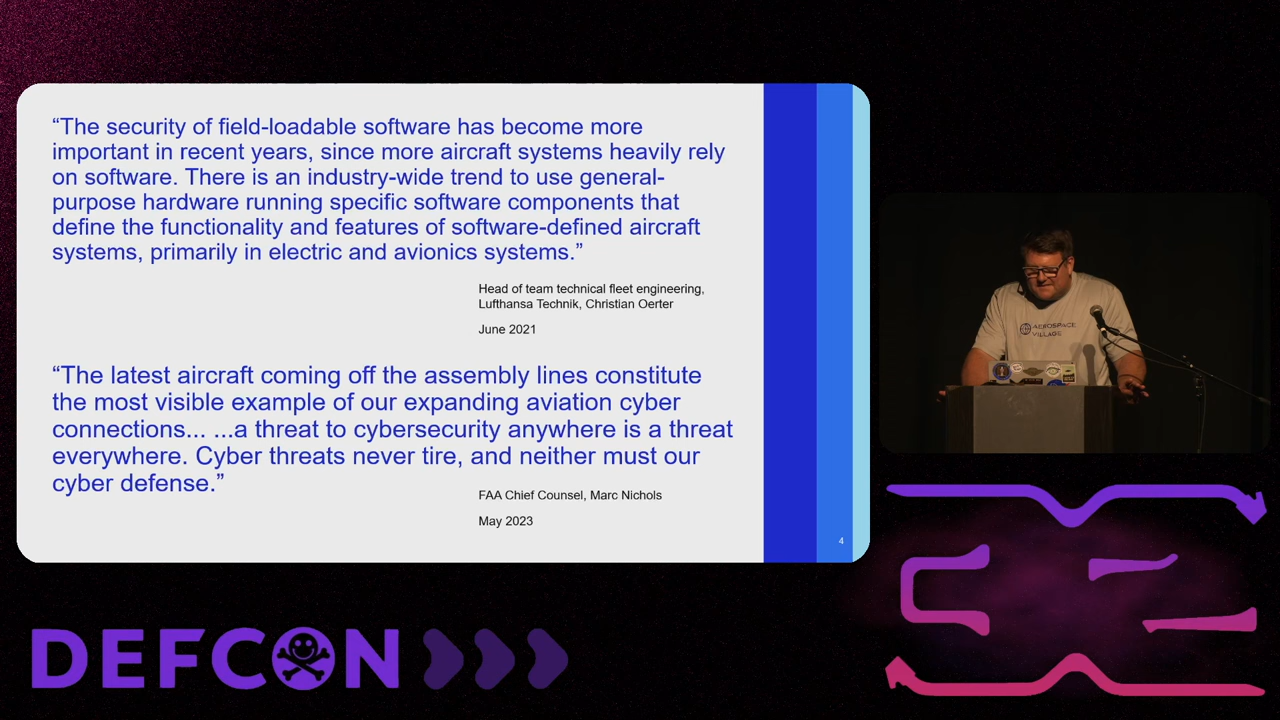 “The security of field-loadable software has become more
important in recent years, since more aircraft systems heavily rely
on software. There is an industry-wide trend to use general-
purpose hardware running specific software components that
define the functionality and features of software-defined aircraft
systems, primarily in electric and avionics systems.”
Head of team technical fleet engineering,
Lufthansa Technik, Christian Oerter
June 2021
“The latest aircraft coming off the assembly lines constitute
the most visible example of our expanding aviation cyber
connections... ...a threat to cybersecurity anywhere is a threat
everywhere. Cyber threats never tire, and neither must our
cyber defense.”
FAA Chief Counsel, Marc Nichols
May 2023
4
AEROSPACE
VILLAGE
DEFCON